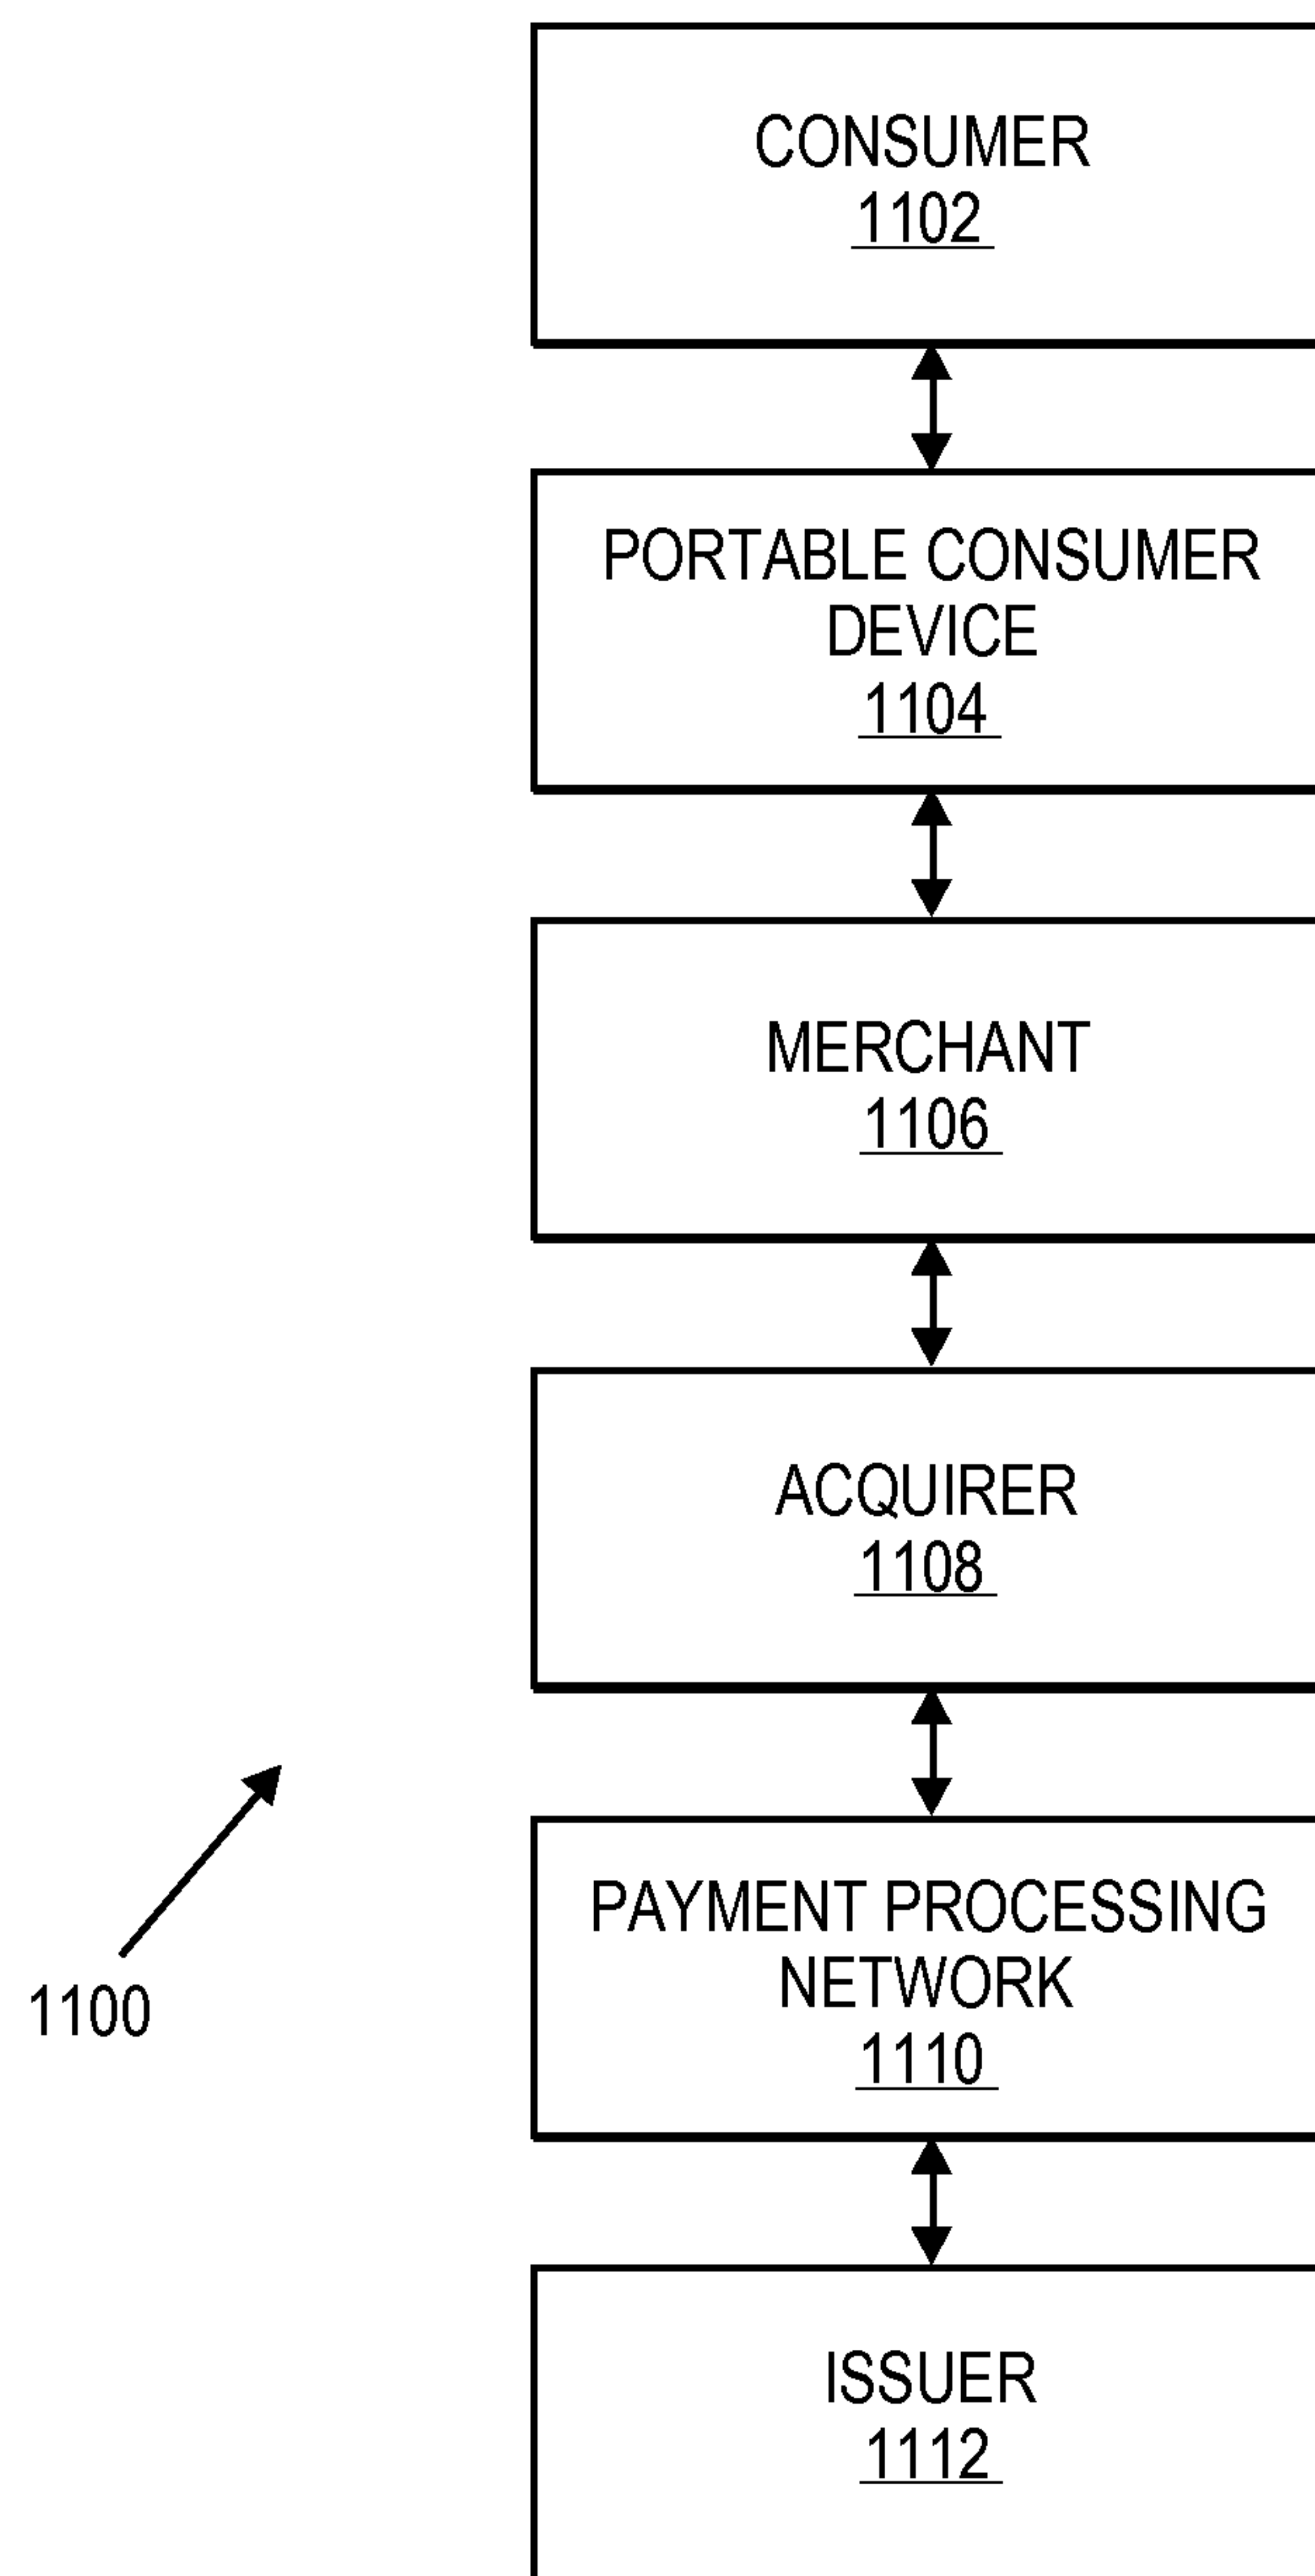 CONSUMER
1102
PORTABLE CONSUMER
DEVICE
1104
MERCHANT
1106
ACQUIRER
1108
PAYMENT PROCESSING
NETWORK
1110
1100
ISSUER
1112